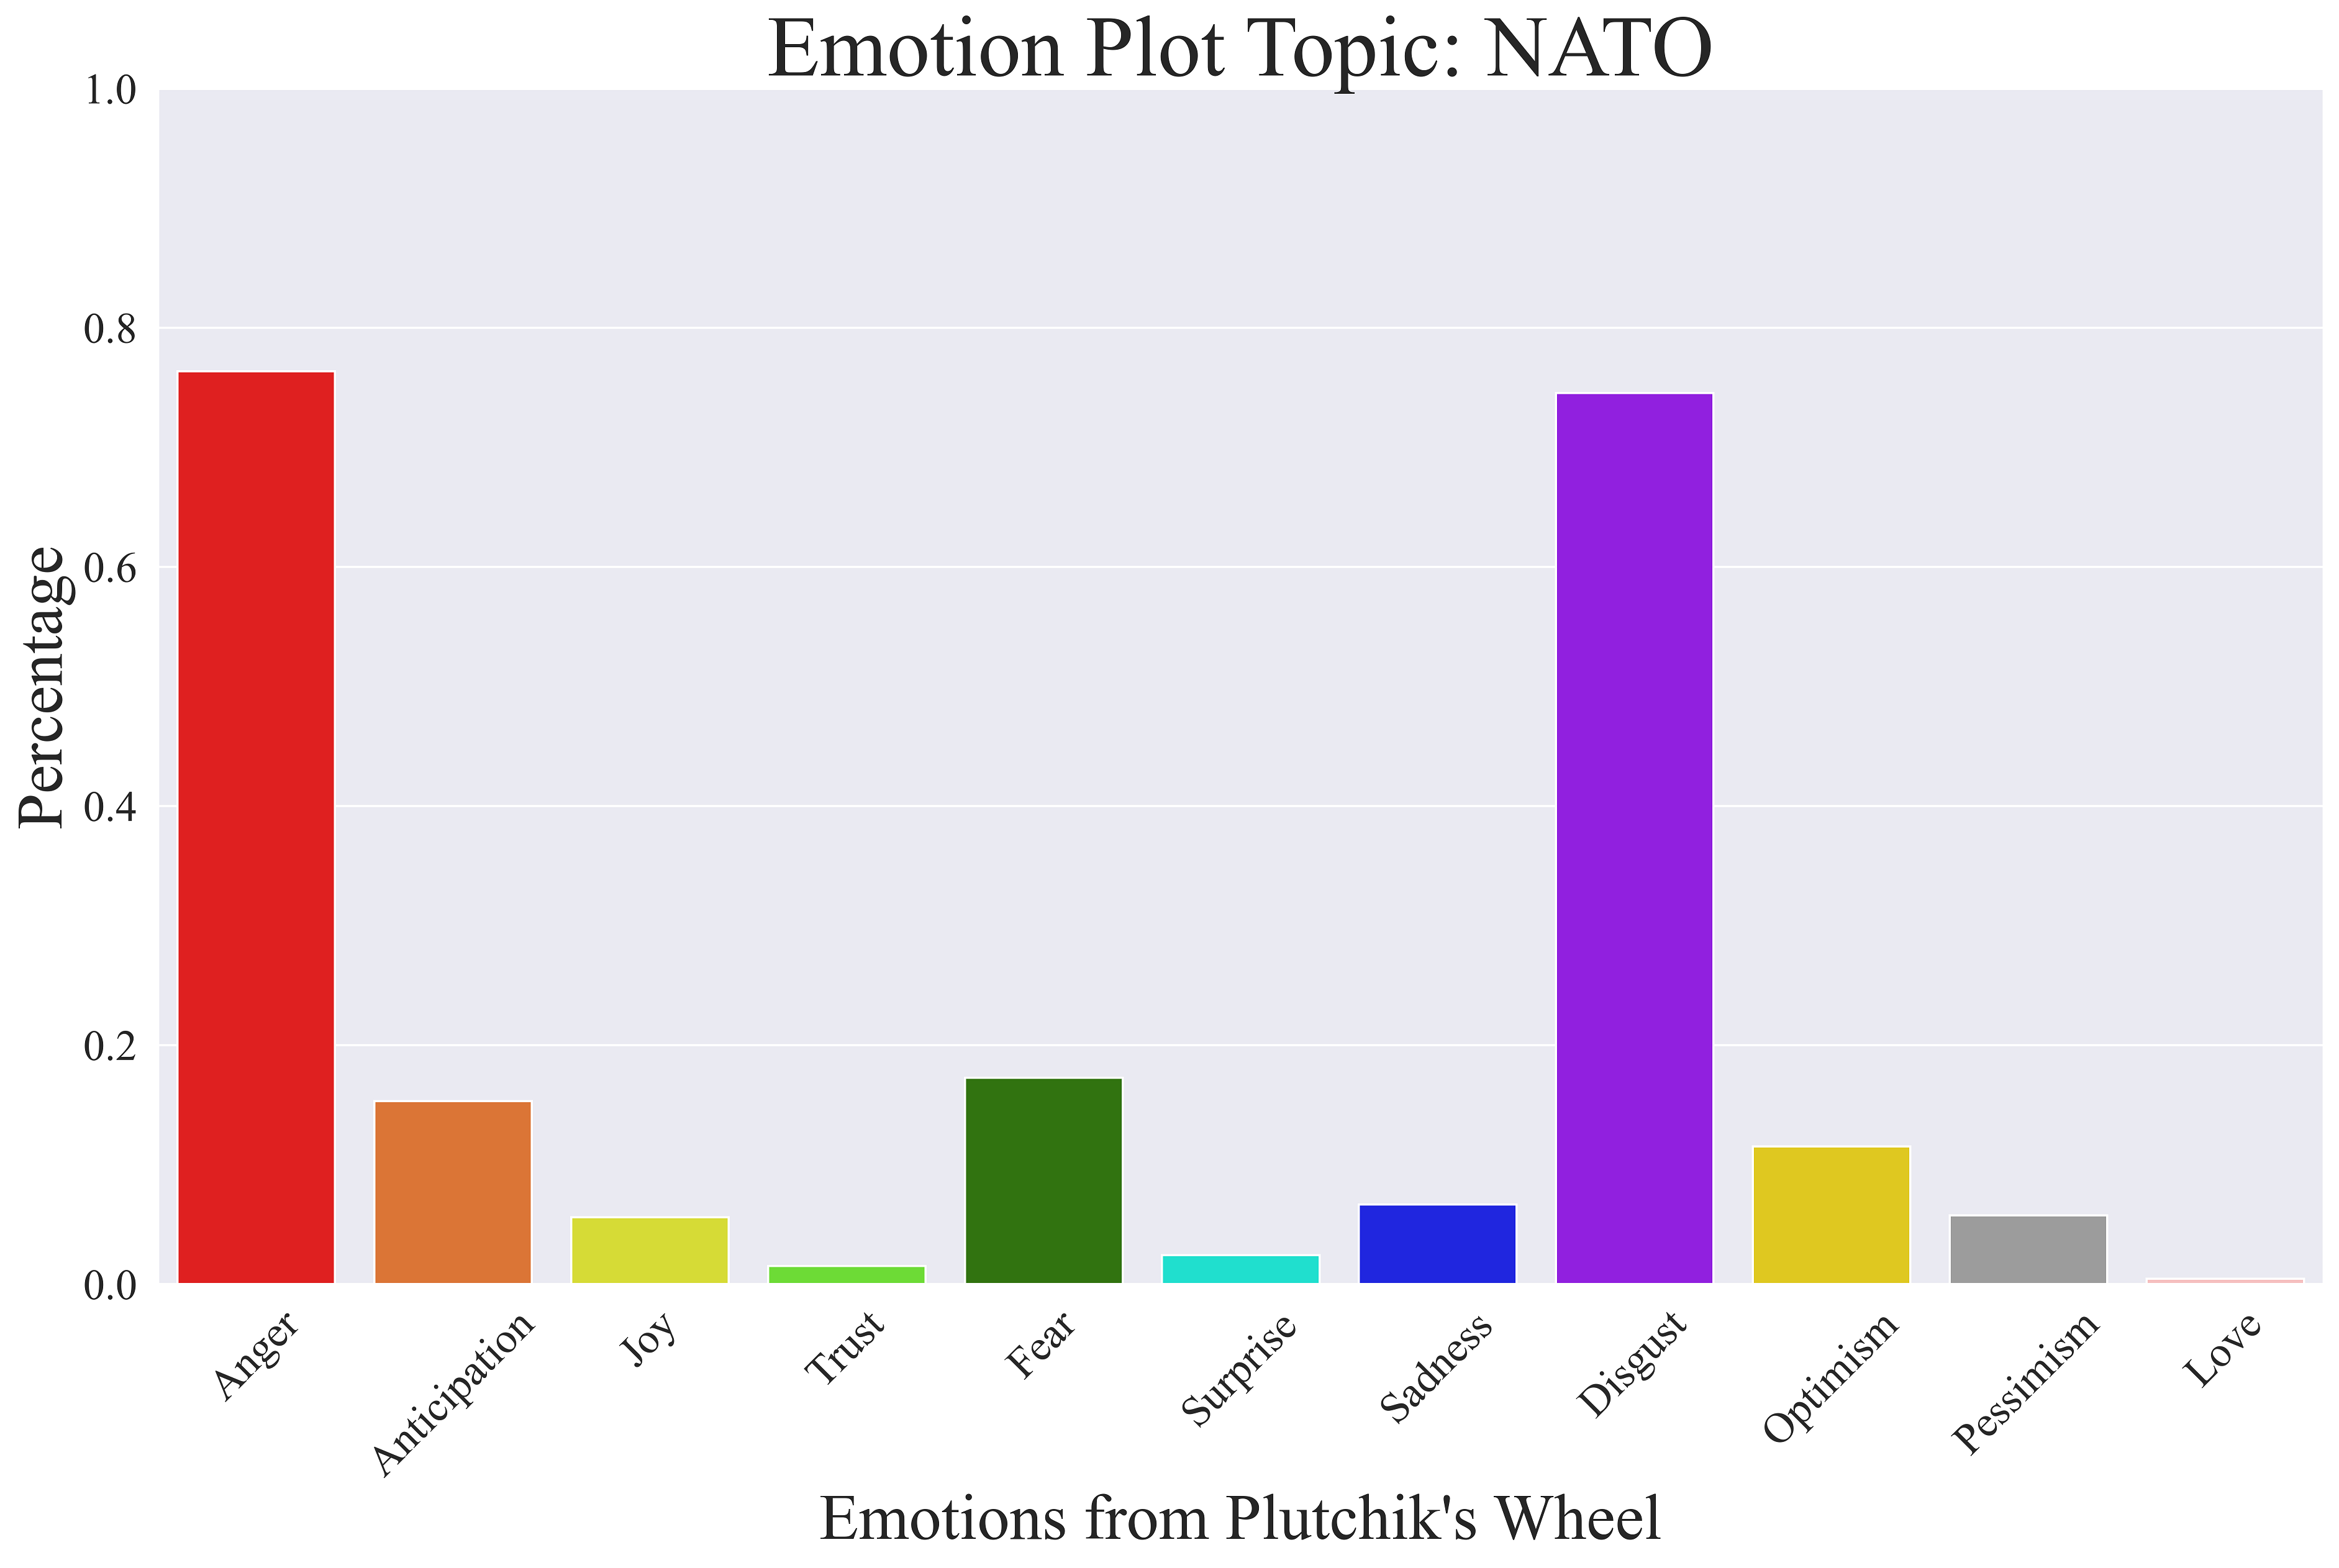 Emotion Plot Topic: NATO
1.0
0.8
0.6
0.4
0.2
0.0
Percentage
Anger
Anticipation
Joy
Trust
Fear
Surprise
Sadness
Disgust
Optimism
Pessimism
Love
Emotions from Plutchik's Wheel